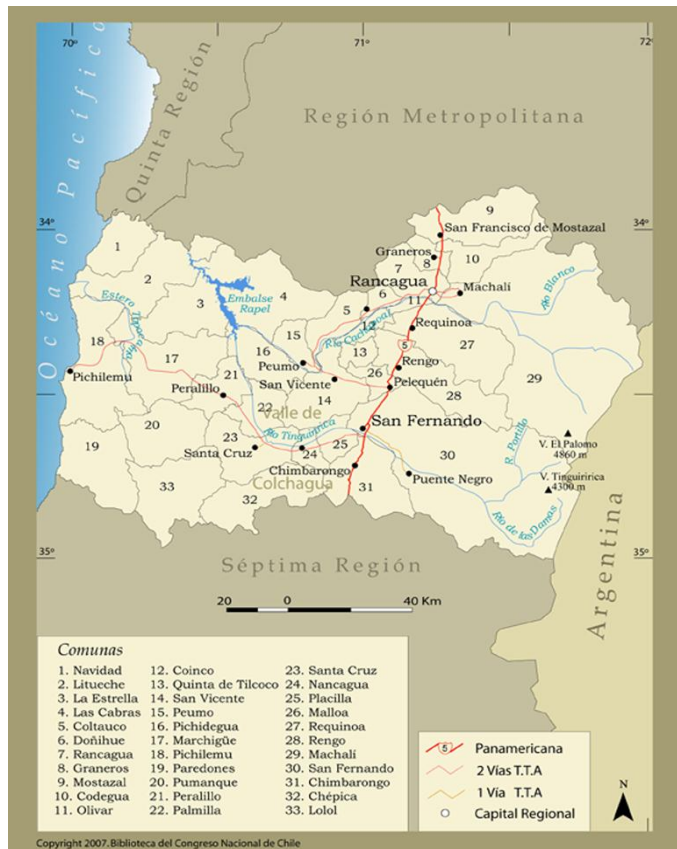 70°
71°
72°
Océano Pacífico
Quinta Región
Región Metropolitana
34°
34°
9
San Francisco de Mostazal
Graneros
8
10
7
1
2
3
4
Rancagua
Machalí
Río Blanco
6
11
5
Embalse
Rapel
Estero Topocalma
12
Río Cachapoal
Requinoa
15
18
17
16
13
5
27
Peumo
26
Rengo
29
Pichilemu
21
San Vicente
Pelequén
Peralillo
14
28
22
Valle de
San Fernando
20
Río Tinguiririca
R. Portillo
V. El Palomo
4860 m
19
23
25
30
Santa Cruz
24
Chimbarongo
Puente Negro
V. Tinguiririca
4300 m
33
Colchagua
31
32
Río de las Damas
35°
35°
Séptima Región
Argentina
20 0 40 Km
Comunas
1. Navidad
2. Litueche
3. La Estrella
4. Las Cabras
5. Coltauco
6. Doñihue
7. Rancagua
8. Graneros
9. Mostazal
10. Codegua
11. Olivar
12. Coinco
13. Quinta de Tilcoco
14. San Vicente
15. Peumo
16. Pichidegua
17. Marchigüe
18. Pichilemu
19. Paredones
20. Pumanque
21. Peralillo
22. Palmilla
23. Santa Cruz
24. Nancagua
25. Placilla
26. Malloa
27. Requinoa
28. Rengo
29. Machalí
30. San Fernando
31. Chimbarongo
32. Chépica
33. Lolol
5 Panamericana
2 Vías T.T.A
1 Vía T.T.A
Capital Regional
N
Copyright 2007. Biblioteca del Congreso Nacional de Chile